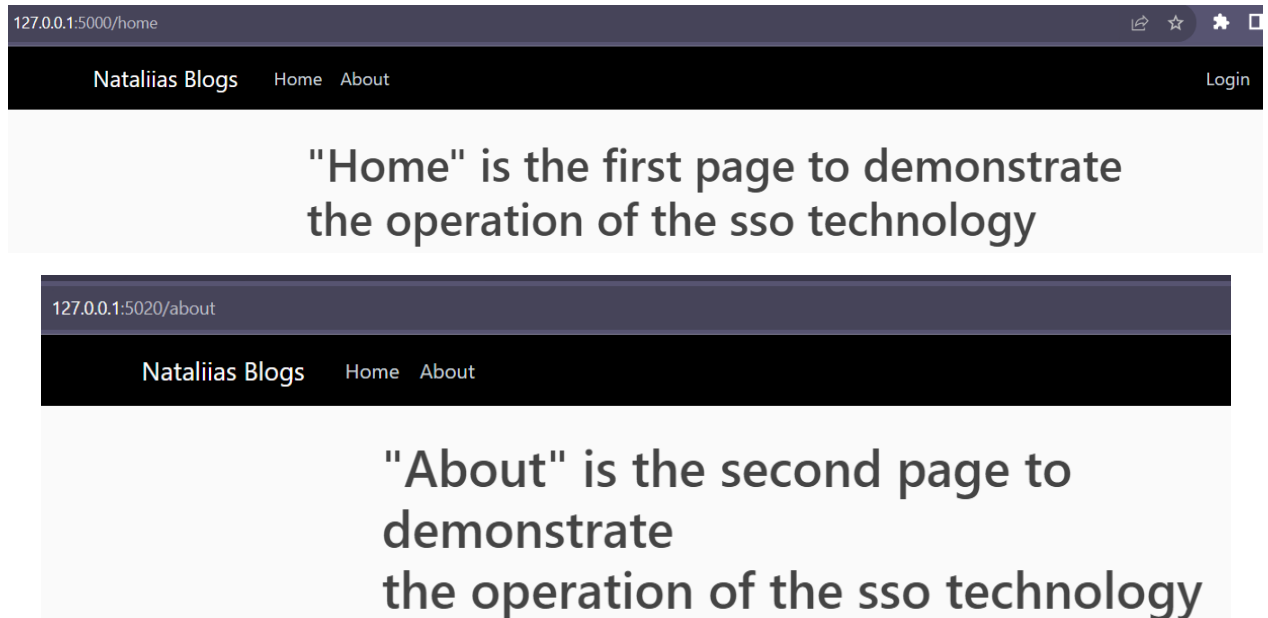 127.0.0.1:5000/home
Nataliias Blogs Home About Login
"Home" is the first page to demonstrate
the operation of the sso technology
127.0.0.1:5020/about
Nataliias Blogs Home About
"About" is the second page to
demonstrate
the operation of the sso technology